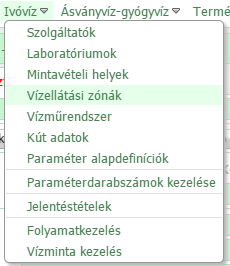 Ivóvíz Ásványvíz-gyógyvíz
Szolgáltatók
Laboratóriumok
Mintavételi helyek
Vízellátási zónák
Vízműrendszer
Kút adatok
Paraméter alapdefiníciók
Paraméterdarabszámok kezelése
Jelentéstételek
Folyamatkezelés
Vízminta kezelés